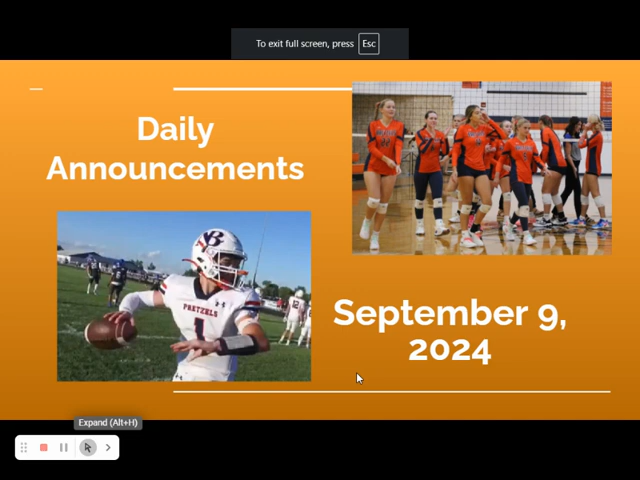 To exit full screen, press Esc
Daily
Announcements
B
PRETZELS
1
September 9,
2024
Expand (Alt+H)